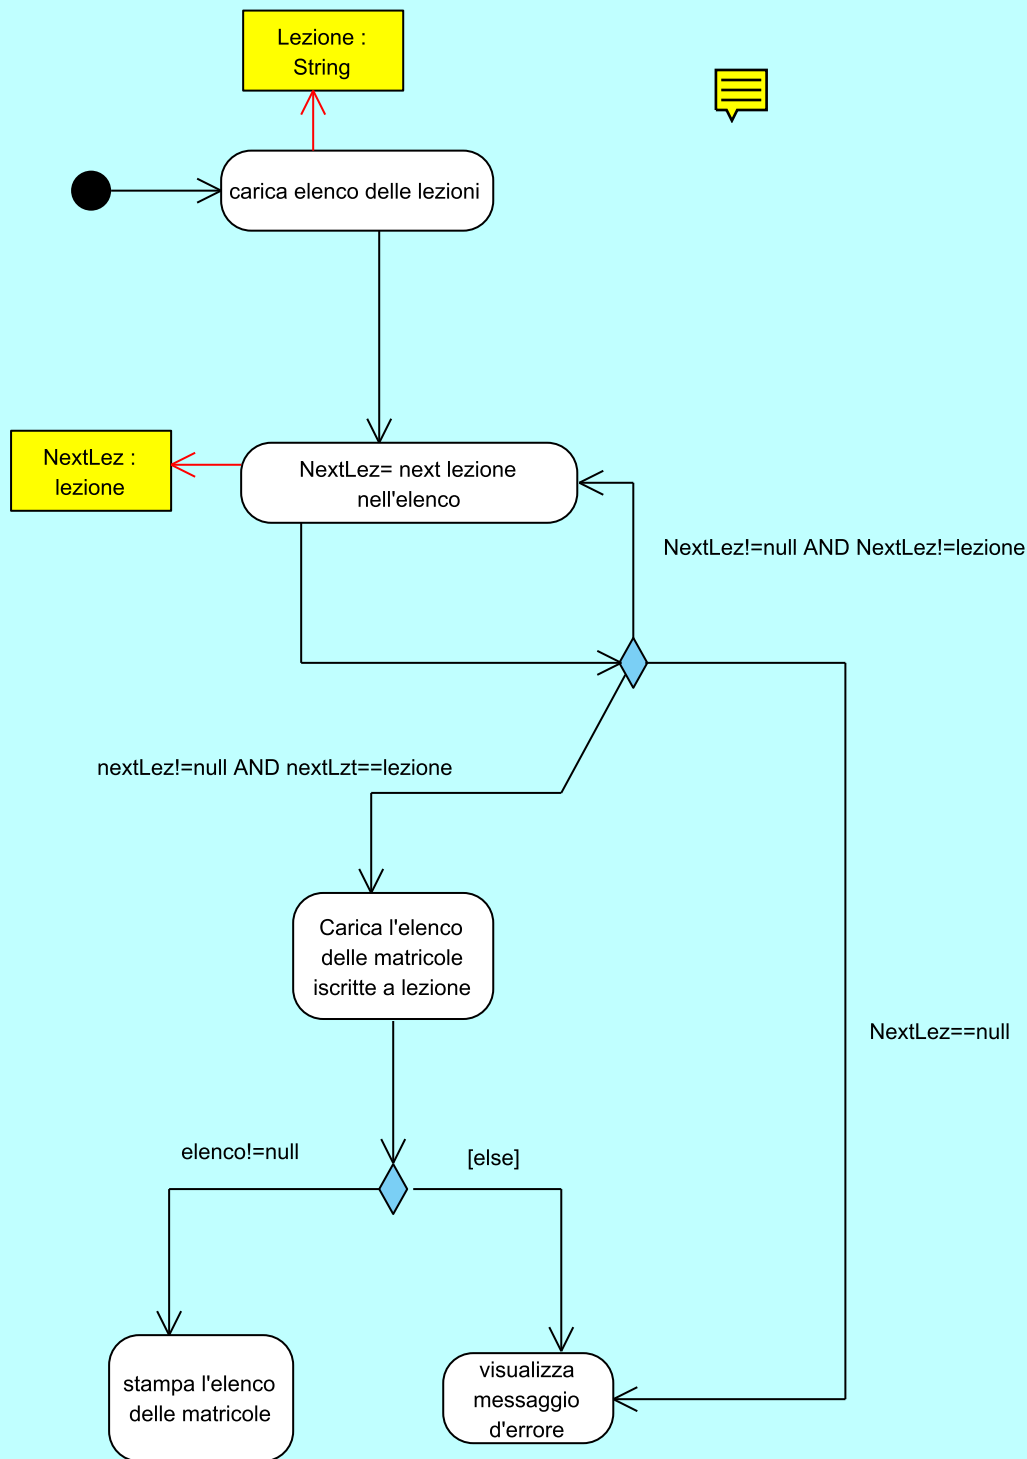 Lezione :
String
carica elenco delle lezioni
NextLez :
lezione
NextLez= next lezione
nell'elenco
NextLez!=null AND NextLez!=lezione
nextLez!=null AND nextLzt==lezione
Carica l'elenco
delle matricole
iscritte a lezione
NextLez==null
elenco!=null
[else]
stampa l'elenco
delle matricole
visualizza
messaggio
d'errore